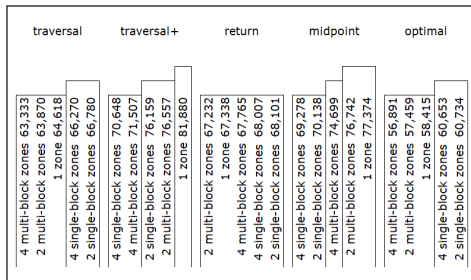 traversal traversal+ return midpoint optimal
4 multi-block zones 63,333
2 multi-block zones 63,870
1 zone 64,618
4 single-block zones 66,270
2 single-block zones 66,780
4 single-block zones 70,648
4 multi-block zones 71,507
2 single-block zones 76,159
2 multi-block zones 76,557
1 zone 81,880
2 multi-block zones 67,232
1 zone 67,338
4 multi-block zones 67,765
4 single-block zones 68,007
2 single-block zones 68,101
4 single-block zones 69,278
2 single-block zones 70,138
4 multi-block zones 74,699
2 multi-block zones 76,742
1 zone 77,374
4 multi-block zones 56,891
2 multi-block zones 57,459
1 zone 58,415
4 single-block zones 60,653
2 single-block zones 60,734